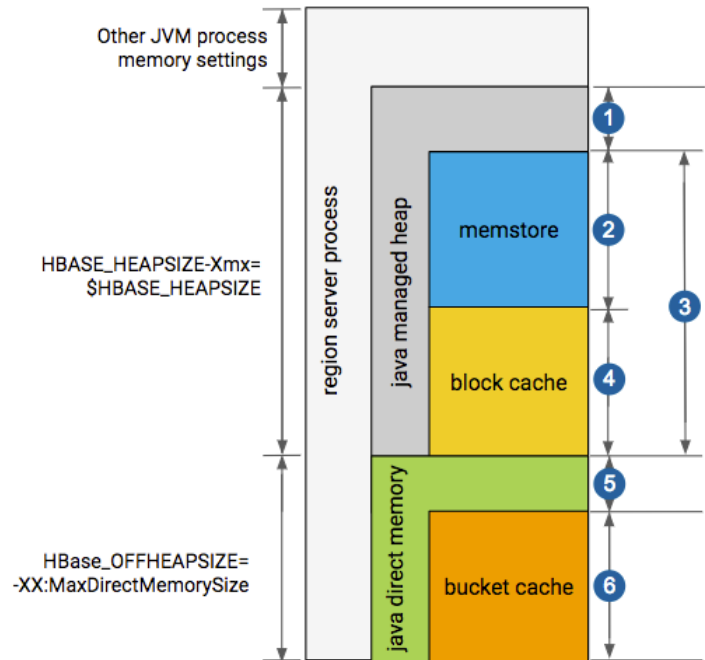 Other JVM process
memory settings
HBASE_HEAPSIZE-Xmx=
$HBASE_HEAPSIZE
HBase_OFFHEAPSIZE=
-XX:MaxDirectMemorySize
region server process
java managed heap
java direct memory
memstore
block cache
bucket cache
1
2
3
4
5
6